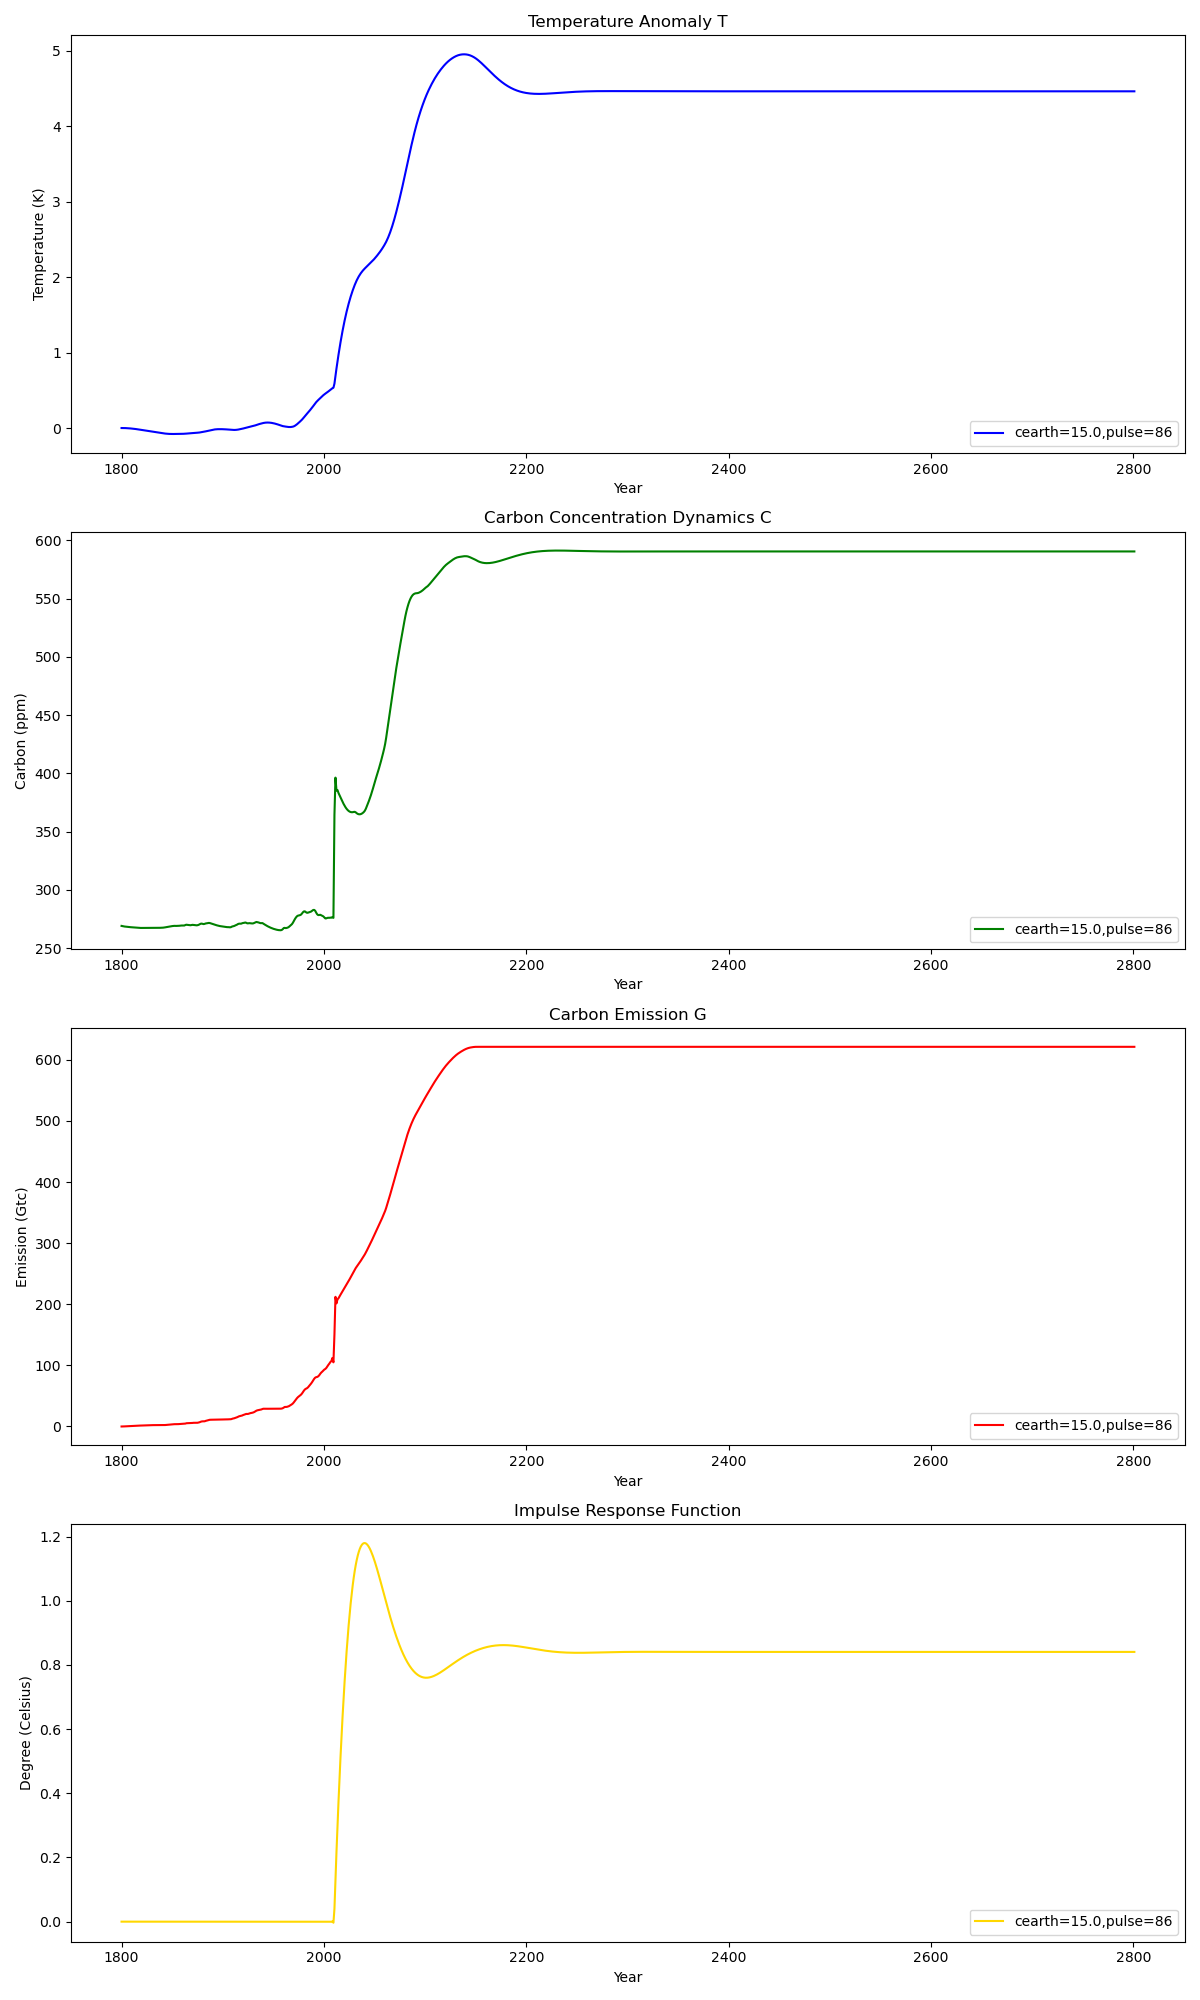 Temperature Anomaly T
5
4
3
2
1
0
Temperature (K)
cearth=15.0,pulse=86
1800 2000 2200 2400 2600 2800
Year
Carbon Concentration Dynamics C
600
550
500
450
400
350
300
250
Carbon (ppm)
cearth=15.0,pulse=86
1800 2000 2200 2400 2600 2800
Year
Carbon Emission G
600
500
400
300
200
100
0
Emission (Gtc)
cearth=15.0,pulse=86
1800 2000 2200 2400 2600 2800
Year
Impulse Response Function
1.2
1.0
0.8
0.6
0.4
0.2
0.0
Degree (Celsius)
cearth=15.0,pulse=86
1800 2000 2200 2400 2600 2800
Year